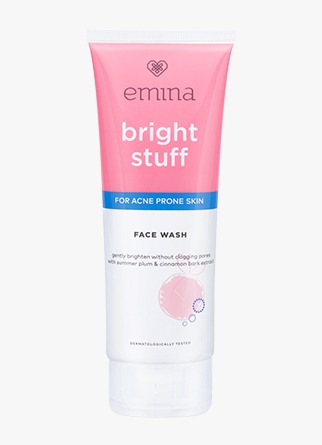 emina
bright
stuff
FOR ACNE PRONE SKIN
FACE WASH
gently brighten without clogging pores
with summer plum & cinnamon bark extract
DERMATOLOGICALLY TESTED